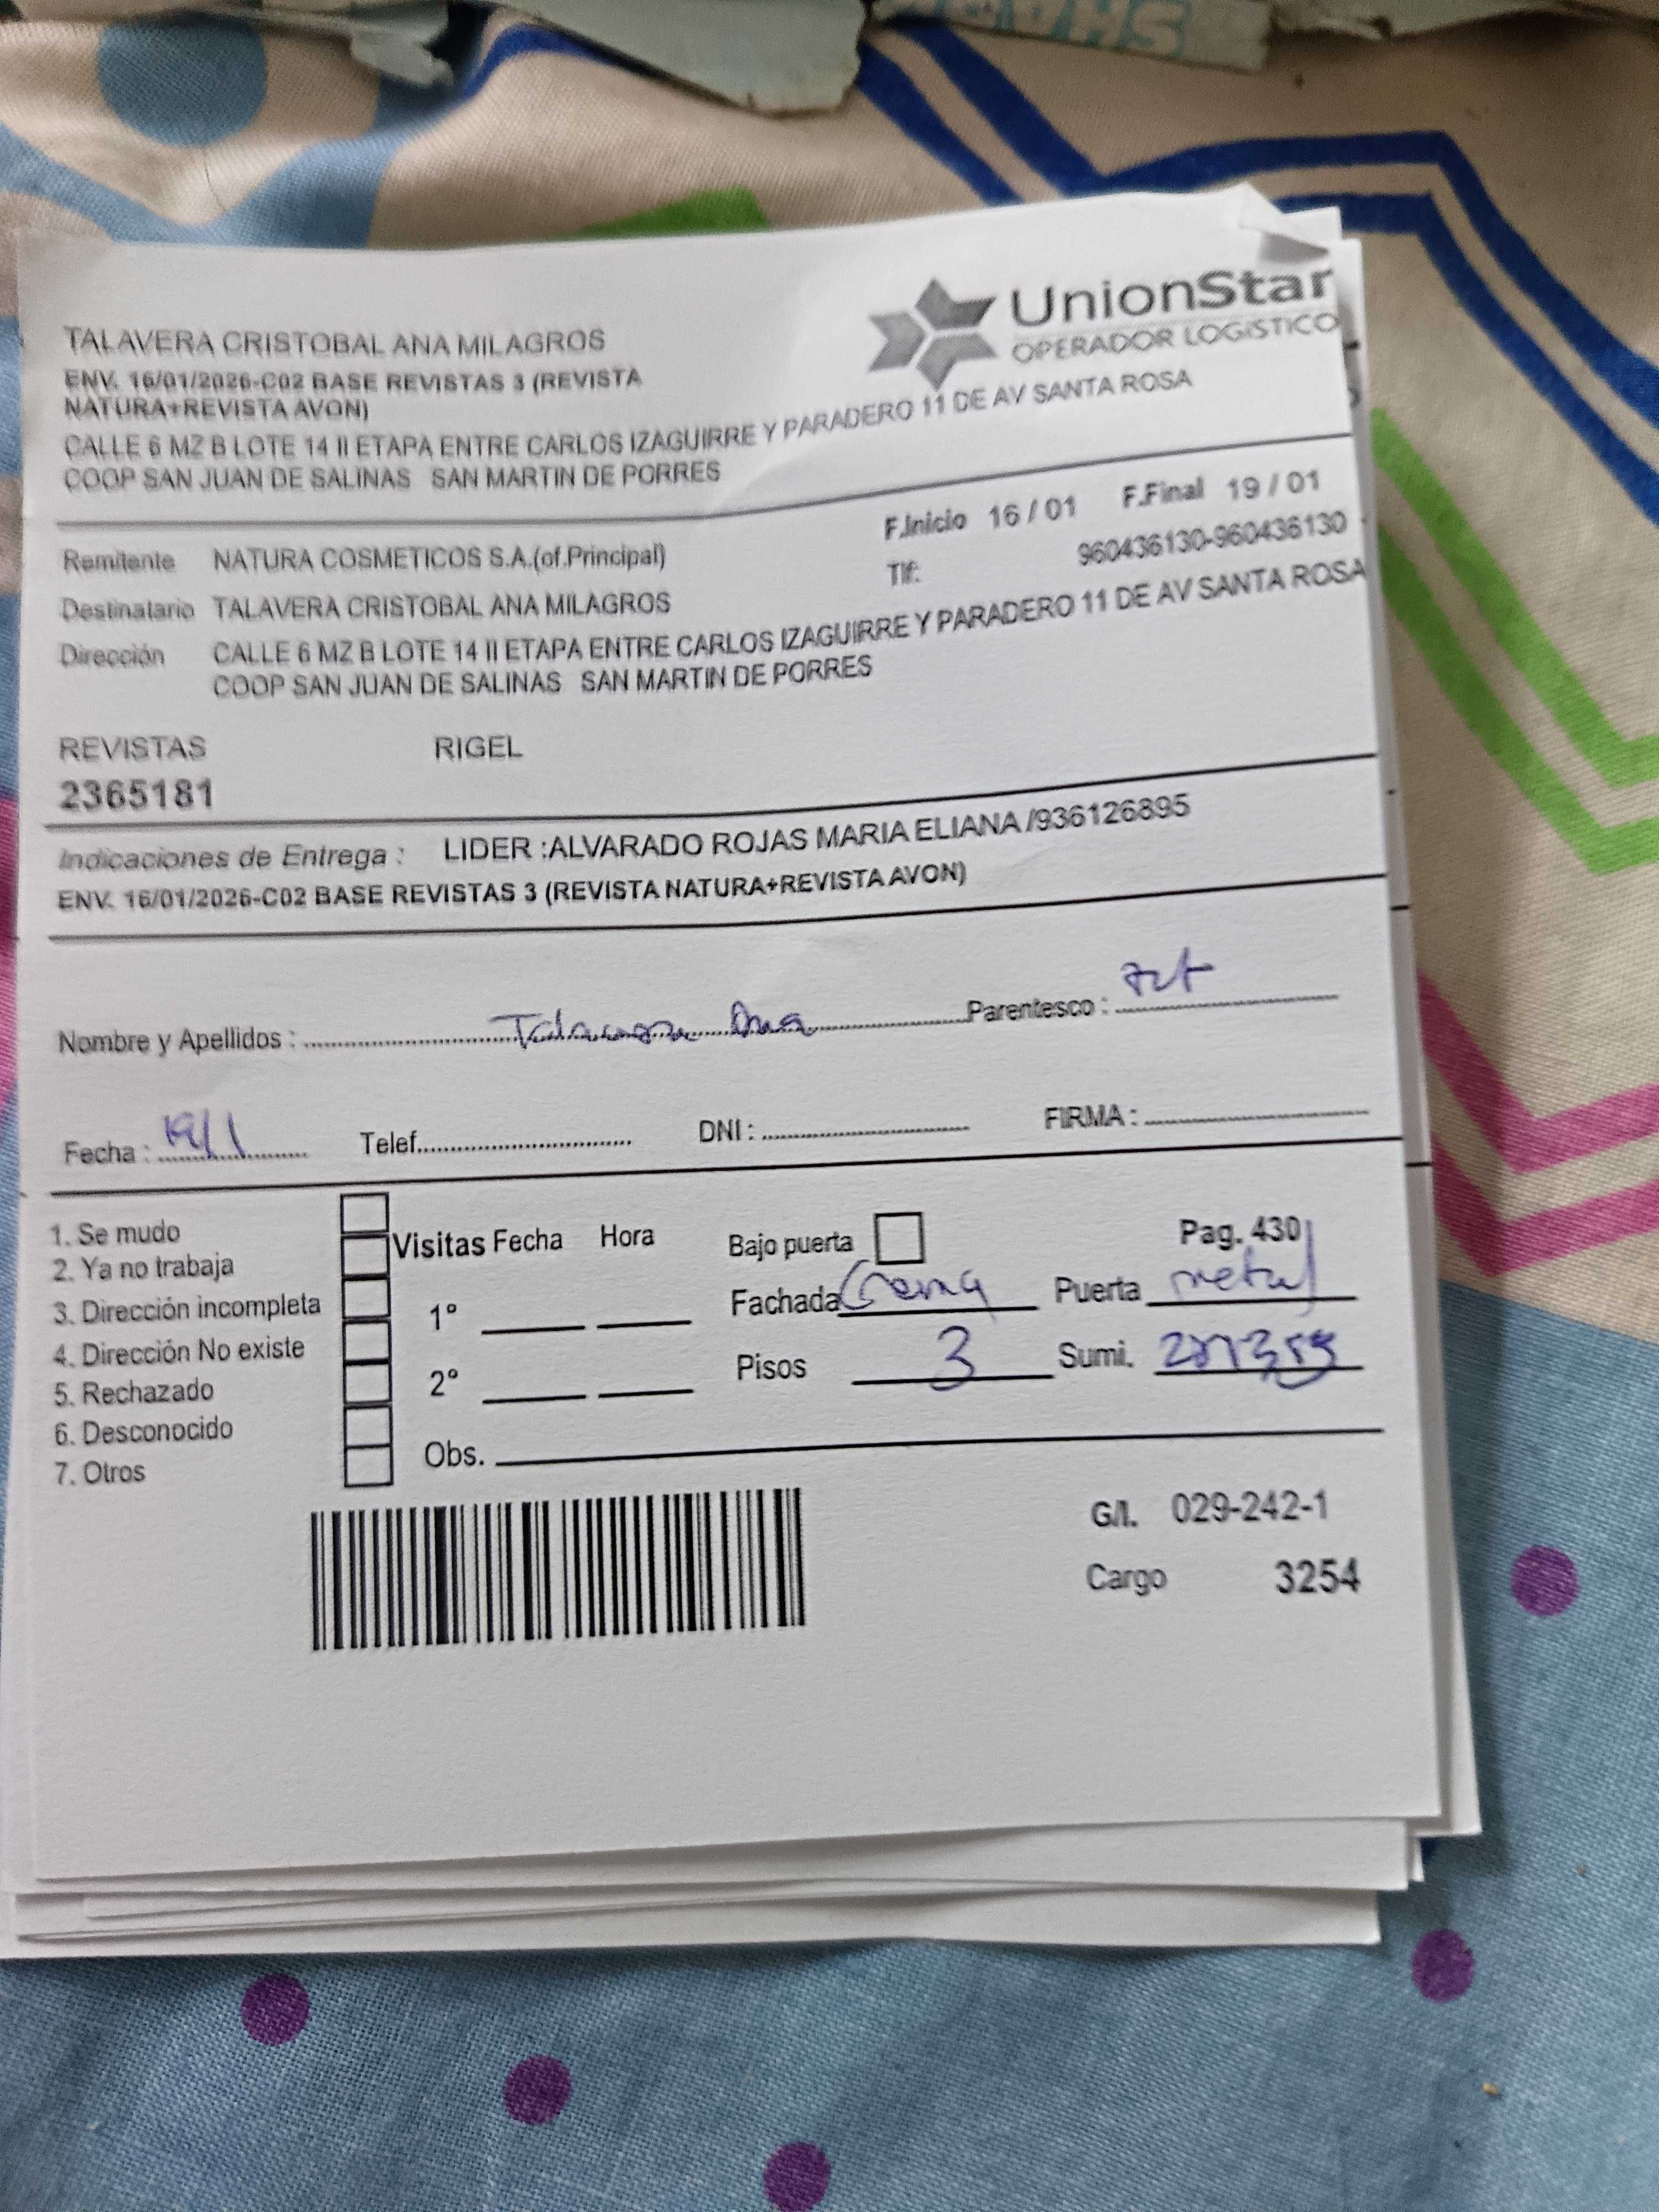 UnionStar
OPERADOR LOGÍSTICO
TALAVERA CRISTOBAL ANA MILAGROS
ENV. 16/01/2026-C02 BASE REVISTAS 3 (REVISTA
NATURA+REVISTA AVON)
CALLE 6 MZ B LOTE 14 II ETAPA ENTRE CARLOS IZAGUIRRE Y PARADERO 11 DE AV SANTA ROSA
COOP SAN JUAN DE SALINAS SAN MARTIN DE PORRES
F.Inicio 16 / 01 F.Final 19 / 01
Remitente NATURA COSMETICOS S.A.(of.Principal) Tlf: 960436130-960436130
Destinatario TALAVERA CRISTOBAL ANA MILAGROS
Dirección CALLE 6 MZ B LOTE 14 II ETAPA ENTRE CARLOS IZAGUIRRE Y PARADERO 11 DE AV SANTA ROSA
COOP SAN JUAN DE SALINAS SAN MARTIN DE PORRES
REVISTAS RIGEL
2365181
Indicaciones de Entrega : LIDER :ALVARADO ROJAS MARIA ELIANA /936126895
ENV. 16/01/2026-C02 BASE REVISTAS 3 (REVISTA NATURA+REVISTA AVON)
Nombre y Apellidos : Talavera Ana Parentesco :
Fecha : 19/1 Telef. DNI : FIRMA :
1. Se mudo
2. Ya no trabaja
3. Dirección incompleta
4. Dirección No existe
5. Rechazado
6. Desconocido
7. Otros
Visitas Fecha Hora
1º
2º
Obs.
Bajo puerta Pag. 430
Fachada Crema Puerta metal
Pisos 3 Sumi.
G/l. 029-242-1
Cargo 3254